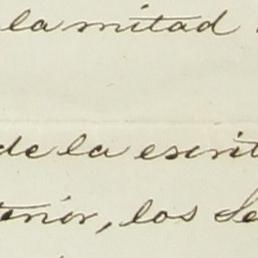 la mitad
de la escrit
terior, los Se